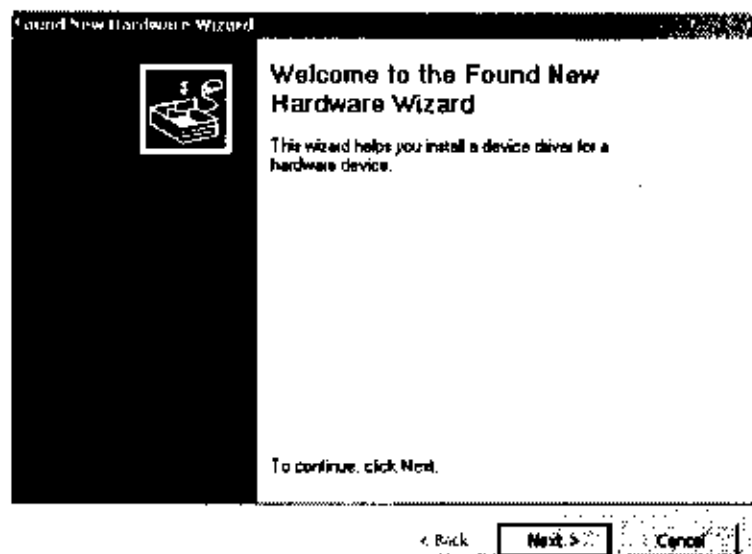 Found New Hardware Wizard
Welcome to the Found New
Hardware Wizard
This wizard helps you install a device driver for a
hardware device.
To continue, click Next.
< Back
Next >
Cancel